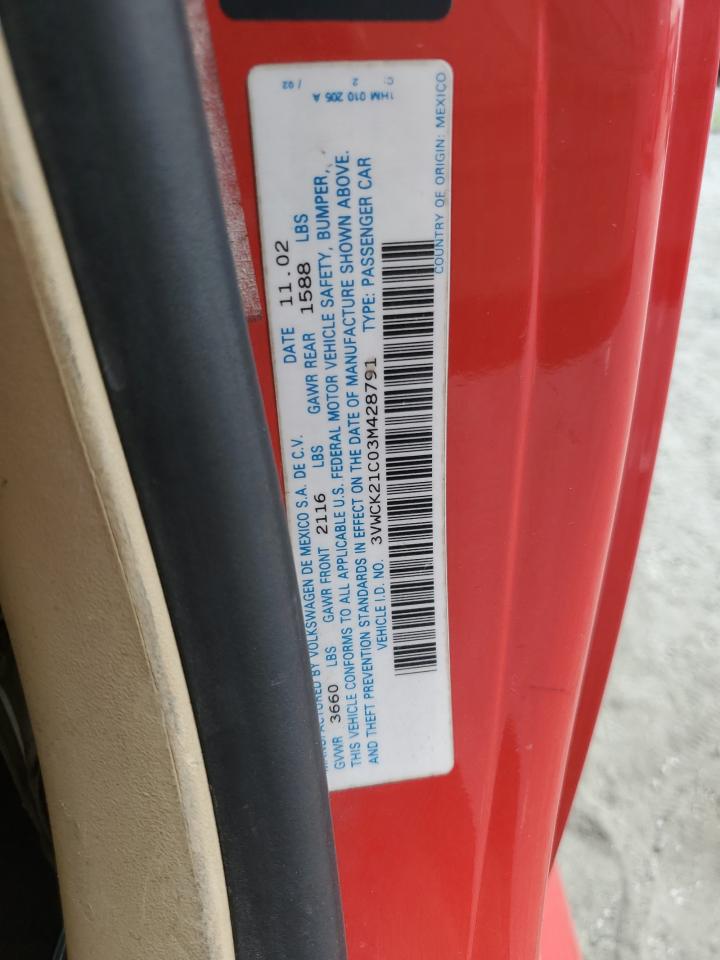 MANUFACTURED BY VOLKSWAGEN DE MEXICO S.A. DE C.V. DATE 11.02
GVWR 3660 LBS GAWR FRONT 2116 LBS GAWR REAR 1588 LBS
THIS VEHICLE CONFORMS TO ALL APPLICABLE U.S. FEDERAL MOTOR VEHICLE SAFETY, BUMPER,
AND THEFT PREVENTION STANDARDS IN EFFECT ON THE DATE OF MANUFACTURE SHOWN ABOVE.
VEHICLE I.D. NO. 3VWCK21C03M428791 TYPE: PASSENGER CAR
COUNTRY OF ORIGIN: MEXICO
1HM 010 205 A
/ 92